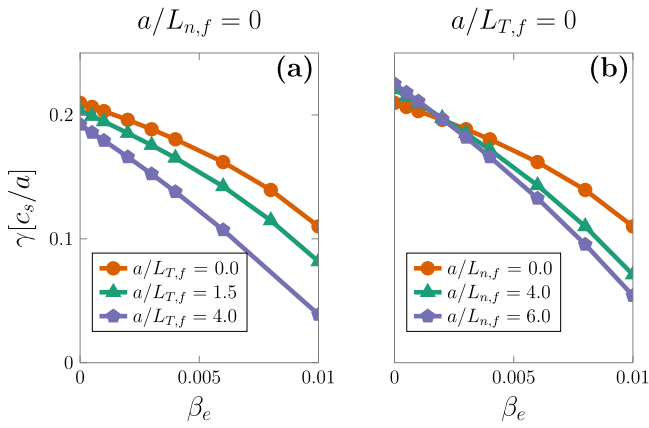 a/L_{n,f} = 0
(a)
γ[c_s/a]
0.2
0.1
0
a/L_{T,f} = 0.0
a/L_{T,f} = 1.5
a/L_{T,f} = 4.0
0
0.005
0.01
β_e
a/L_{T,f} = 0
(b)
a/L_{n,f} = 0.0
a/L_{n,f} = 4.0
a/L_{n,f} = 6.0
0
0.005
0.01
β_e